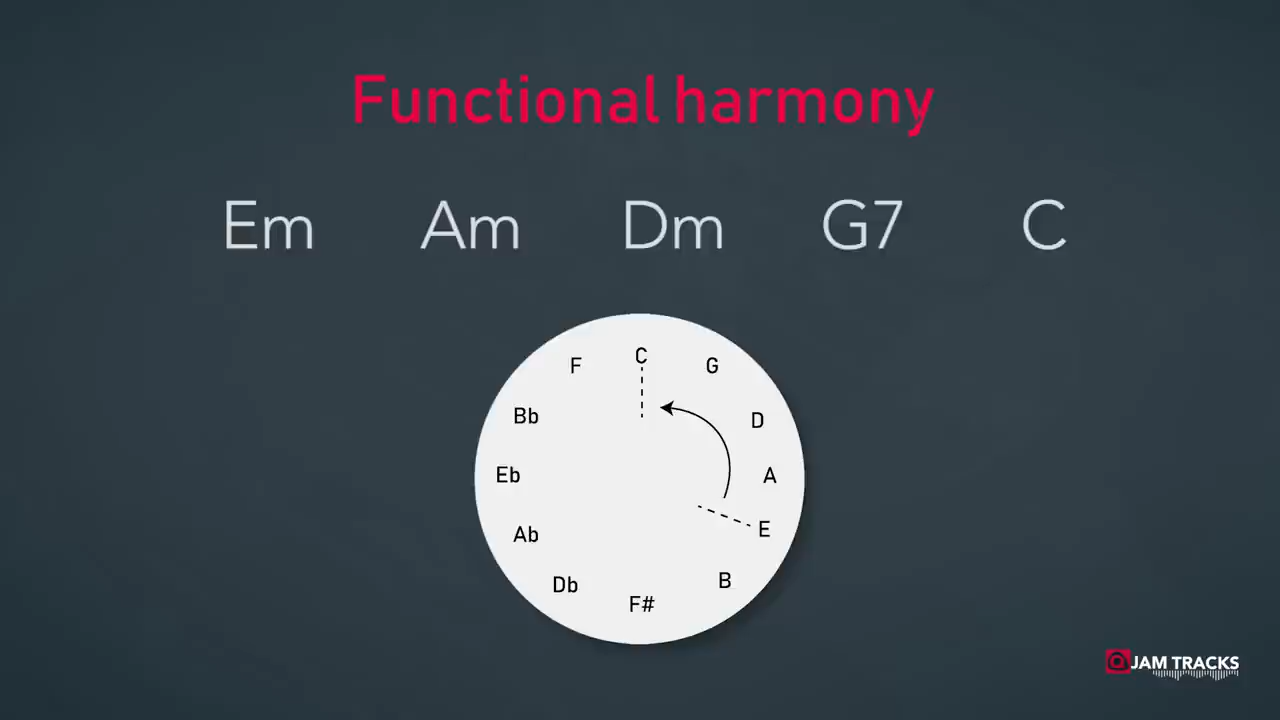 Functional harmony
Em Am Dm G7 C
C
F G
Bb D
Eb A
Ab E
Db B
F#
JAM TRACKS